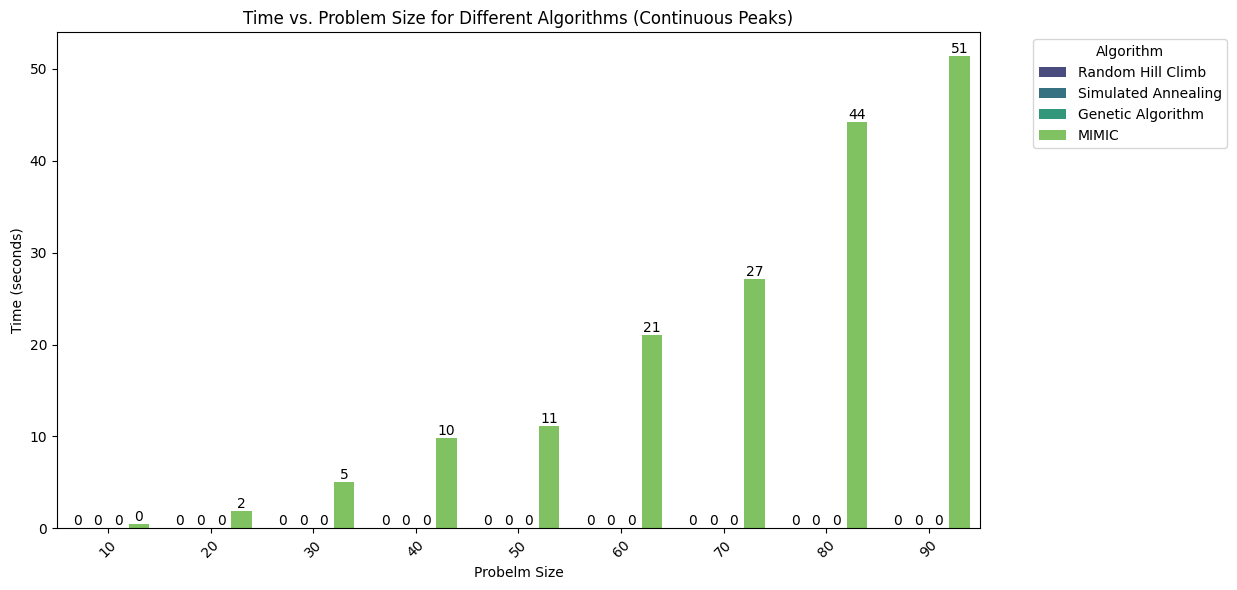 Time vs. Problem Size for Different Algorithms (Continuous Peaks)
Algorithm
Random Hill Climb
Simulated Annealing
Genetic Algorithm
MIMIC
Time (seconds)
50
40
30
20
10
0
0 0 0 0
0 0 0 2
0 0 0 5
0 0 0 10
0 0 0 11
0 0 0 21
0 0 0 27
0 0 0 44
0 0 0 51
10 20 30 40 50 60 70 80 90
Probelm Size